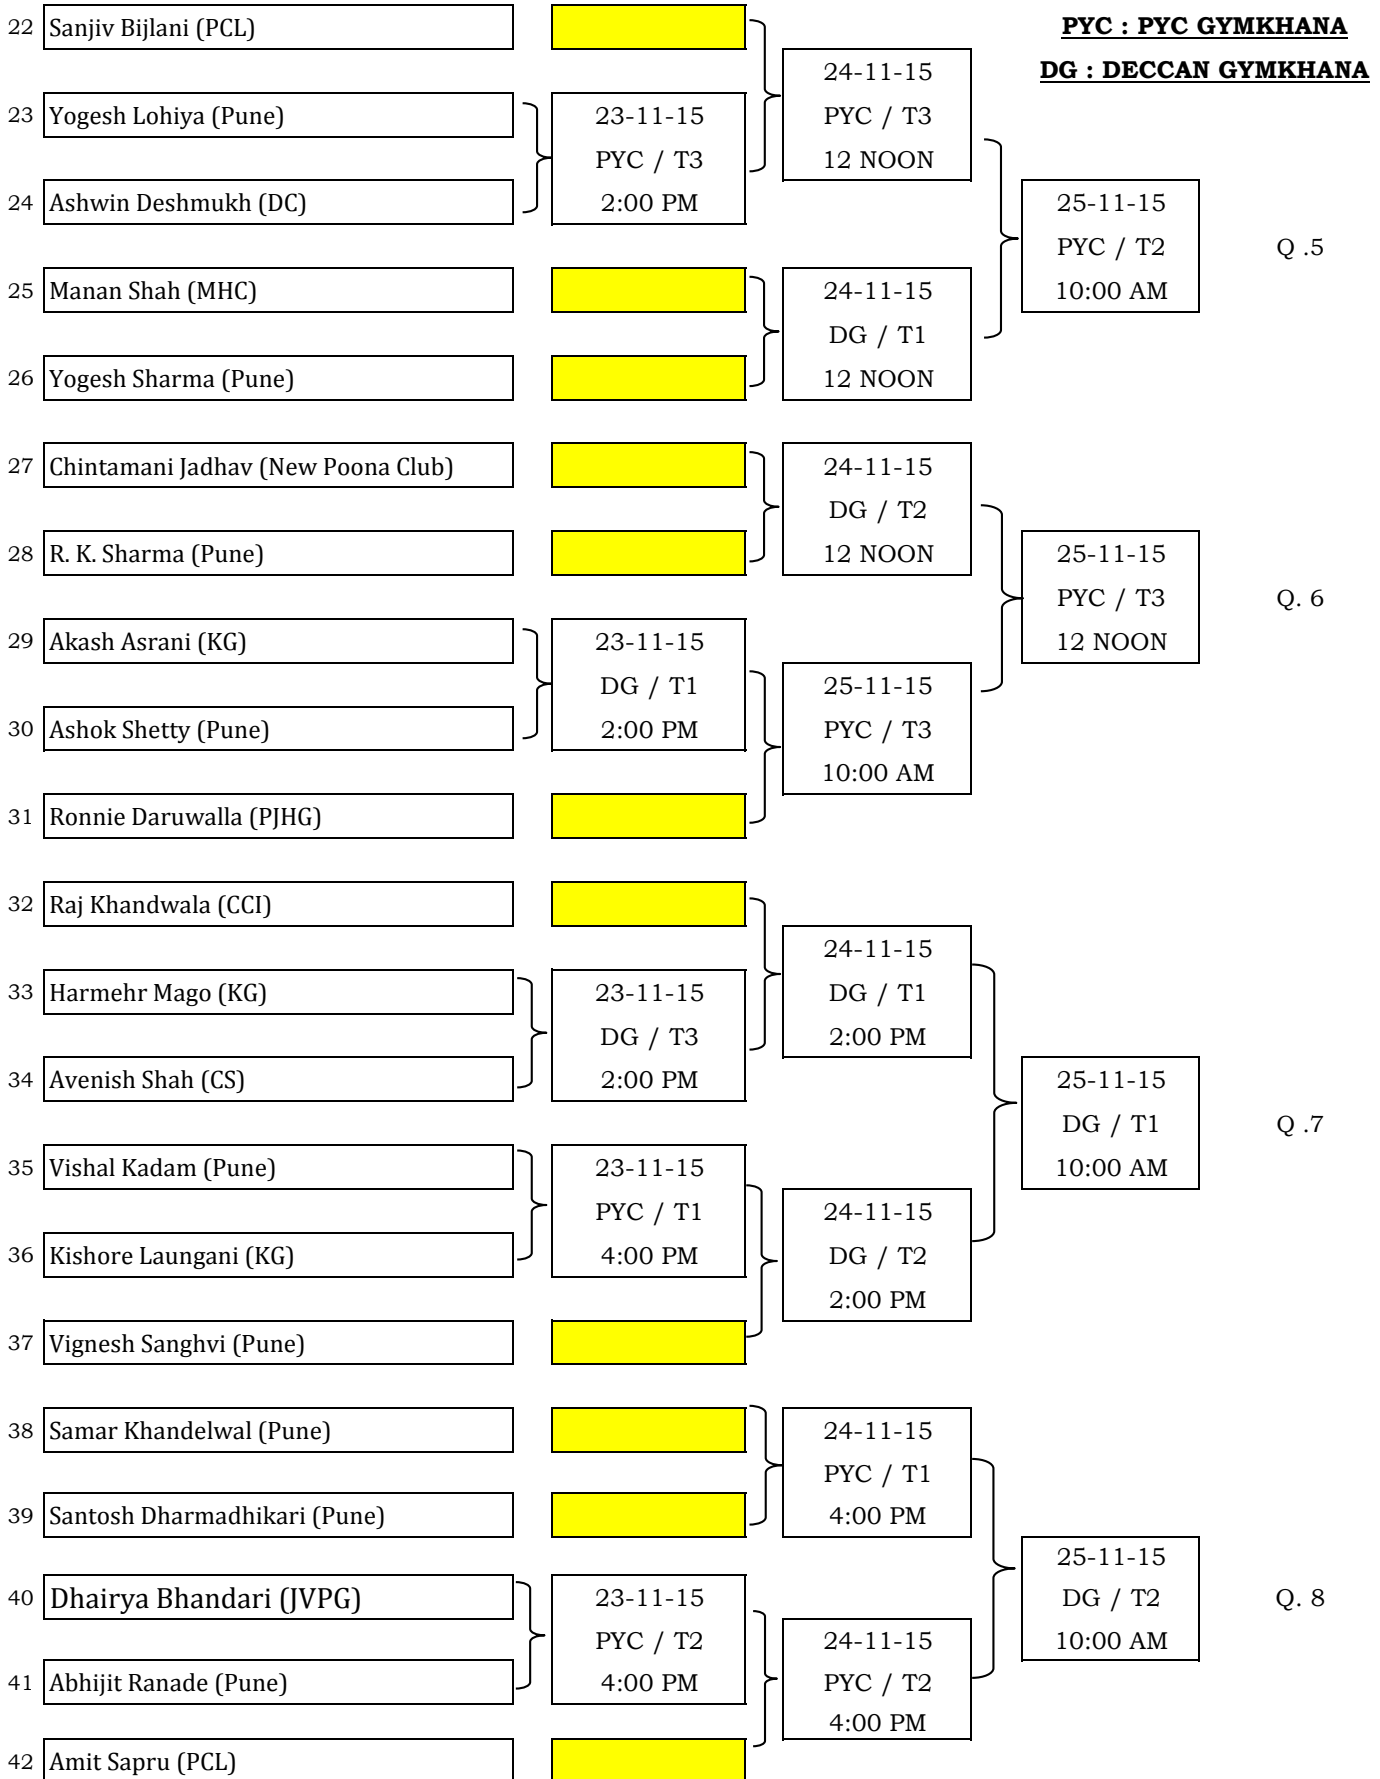 22 Sanjiv Bijlani (PCL)
PYC : PYC GYMKHANA
24-11-15
DG : DECCAN GYMKHANA
23 Yogesh Lohiya (Pune)
23-11-15
PYC / T3
PYC / T3
12 NOON
24 Ashwin Deshmukh (DC)
2:00 PM
25-11-15
PYC / T2
Q .5
25 Manan Shah (MHC)
24-11-15
10:00 AM
DG / T1
26 Yogesh Sharma (Pune)
12 NOON
27 Chintamani Jadhav (New Poona Club)
24-11-15
DG / T2
28 R. K. Sharma (Pune)
12 NOON
25-11-15
PYC / T3
Q. 6
29 Akash Asrani (KG)
23-11-15
12 NOON
DG / T1
25-11-15
30 Ashok Shetty (Pune)
2:00 PM
PYC / T3
10:00 AM
31 Ronnie Daruwalla (PJHG)
32 Raj Khandwala (CCI)
24-11-15
33 Harmehr Mago (KG)
23-11-15
DG / T1
DG / T3
2:00 PM
34 Avenish Shah (CS)
2:00 PM
25-11-15
DG / T1
Q .7
35 Vishal Kadam (Pune)
23-11-15
10:00 AM
PYC / T1
24-11-15
36 Kishore Laungani (KG)
4:00 PM
DG / T2
2:00 PM
37 Vignesh Sanghvi (Pune)
38 Samar Khandelwal (Pune)
24-11-15
PYC / T1
39 Santosh Dharmadhikari (Pune)
4:00 PM
25-11-15
40 Dhairya Bhandari (JVPG)
23-11-15
DG / T2
Q. 8
PYC / T2
24-11-15
10:00 AM
41 Abhijit Ranade (Pune)
4:00 PM
PYC / T2
4:00 PM
42 Amit Sapru (PCL)